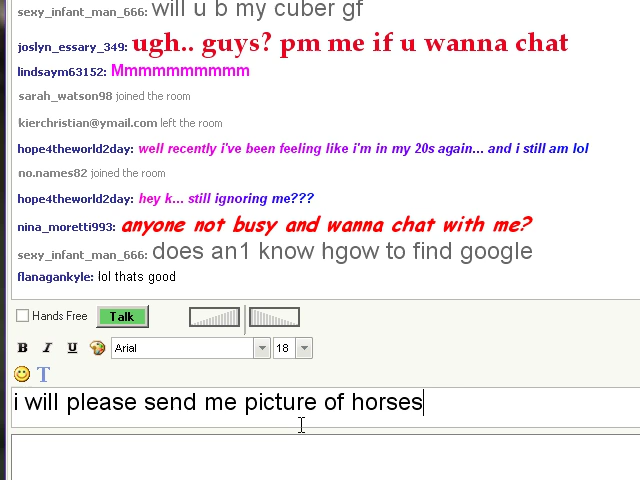 sexy_infant_man_666: will u b my cuber gf
joslyn_essary_349: ugh.. guys? pm me if u wanna chat
lindsaym63152: Mmmmmmmmmmm
sarah_watson98 joined the room
kierchristian@ymail.com left the room
hope4theworld2day: well recently i've been feeling like i'm in my 20s again... and i still am lol
no.names82 joined the room
hope4theworld2day: hey k... still ignoring me???
nina_moretti993: anyone not busy and wanna chat with me?
sexy_infant_man_666: does an1 know hgow to find google
flanagankyle: lol thats good
Hands Free Talk
B I U Arial 18
T
i will please send me picture of horses